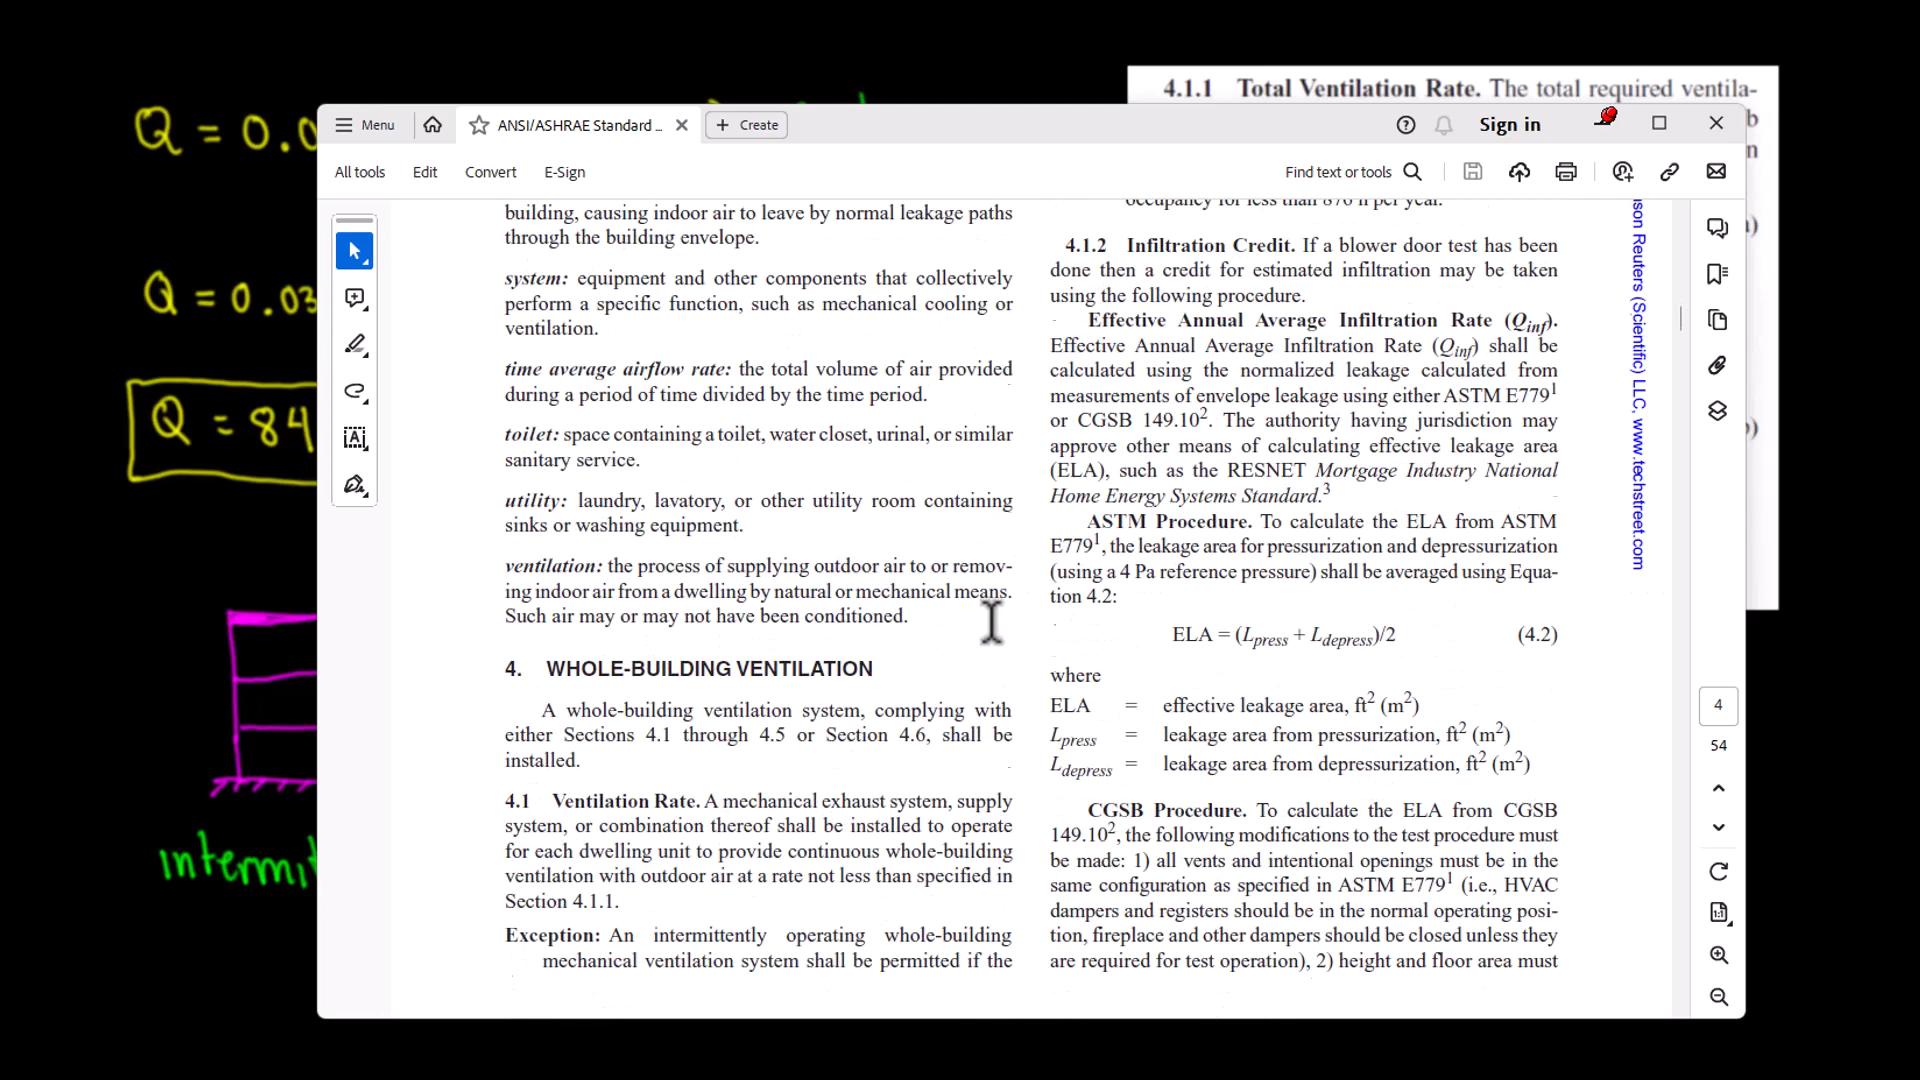 Q = 0.0
Q = 0.03
Q = 84
intermit
4.1.1 Total Ventilation Rate. The total required ventila-
b
n
)
)
Menu
ANSI/ASHRAE Standard ...
+ Create
Sign in
All tools
Edit
Convert
E-Sign
Find text or tools
building, causing indoor air to leave by normal leakage paths
through the building envelope.
system: equipment and other components that collectively
perform a specific function, such as mechanical cooling or
ventilation.
time average airflow rate: the total volume of air provided
during a period of time divided by the time period.
toilet: space containing a toilet, water closet, urinal, or similar
sanitary service.
utility: laundry, lavatory, or other utility room containing
sinks or washing equipment.
ventilation: the process of supplying outdoor air to or remov-
ing indoor air from a dwelling by natural or mechanical means.
Such air may or may not have been conditioned.
4. WHOLE-BUILDING VENTILATION
A whole-building ventilation system, complying with
either Sections 4.1 through 4.5 or Section 4.6, shall be
installed.
4.1 Ventilation Rate. A mechanical exhaust system, supply
system, or combination thereof shall be installed to operate
for each dwelling unit to provide continuous whole-building
ventilation with outdoor air at a rate not less than specified in
Section 4.1.1.
Exception: An intermittently operating whole-building
mechanical ventilation system shall be permitted if the
occupancy for less than 876 h per year.
4.1.2 Infiltration Credit. If a blower door test has been
done then a credit for estimated infiltration may be taken
using the following procedure.
Effective Annual Average Infiltration Rate (Qinf).
Effective Annual Average Infiltration Rate (Qinf) shall be
calculated using the normalized leakage calculated from
measurements of envelope leakage using either ASTM E779¹
or CGSB 149.10². The authority having jurisdiction may
approve other means of calculating effective leakage area
(ELA), such as the RESNET Mortgage Industry National
Home Energy Systems Standard.³
ASTM Procedure. To calculate the ELA from ASTM
E779¹, the leakage area for pressurization and depressurization
(using a 4 Pa reference pressure) shall be averaged using Equa-
tion 4.2:
ELA = (Lpress + Ldepress)/2 (4.2)
where
ELA = effective leakage area, ft² (m²)
Lpress = leakage area from pressurization, ft² (m²)
Ldepress = leakage area from depressurization, ft² (m²)
CGSB Procedure. To calculate the ELA from CGSB
149.10², the following modifications to the test procedure must
be made: 1) all vents and intentional openings must be in the
same configuration as specified in ASTM E779¹ (i.e., HVAC
dampers and registers should be in the normal operating posi-
tion, fireplace and other dampers should be closed unless they
are required for test operation), 2) height and floor area must
son Reuters (Scientific) LLC, www.techstreet.com
4
54
1:1